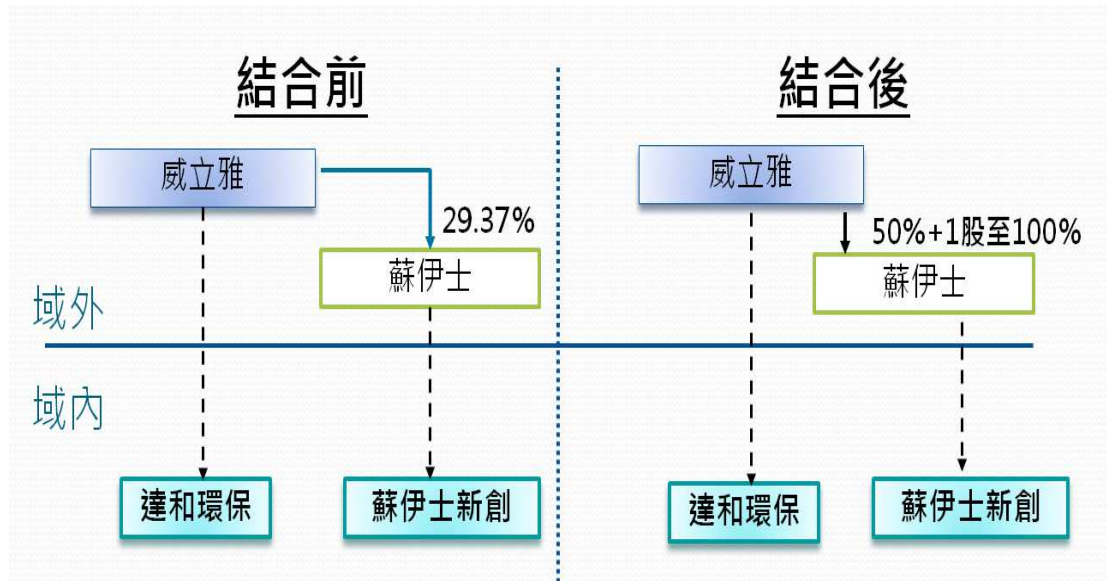 結合前
威立雅
29.37%
蘇伊士
域外
域內
達和環保
蘇伊士新創
結合後
威立雅
50%+1股至100%
蘇伊士
達和環保
蘇伊士新創